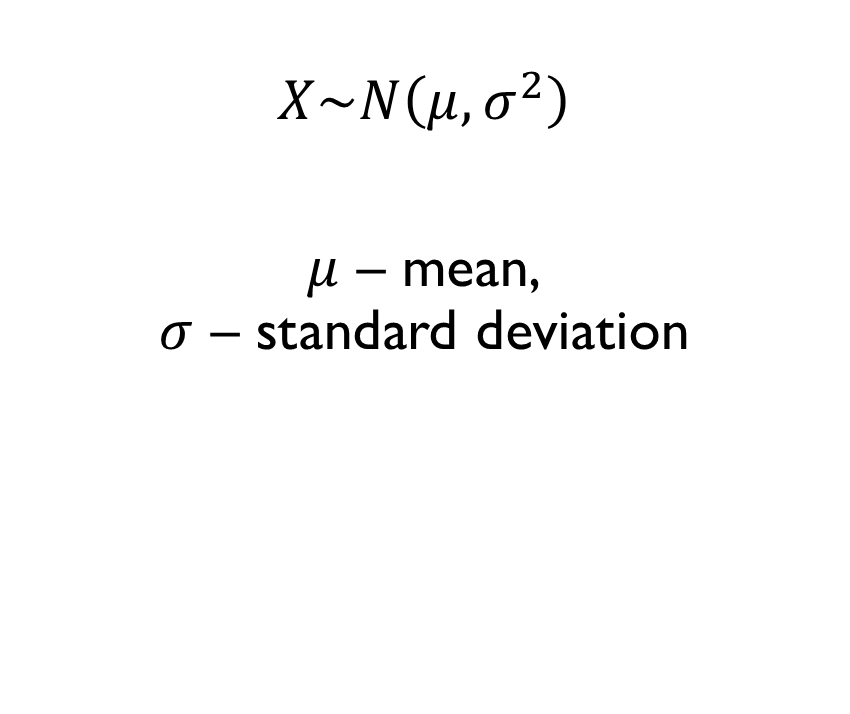 X~N(μ, σ²)
μ – mean,
σ – standard deviation